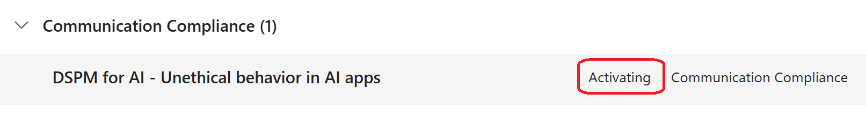 Communication Compliance (1)
DSPM for AI - Unethical behavior in AI apps Activating Communication Compliance